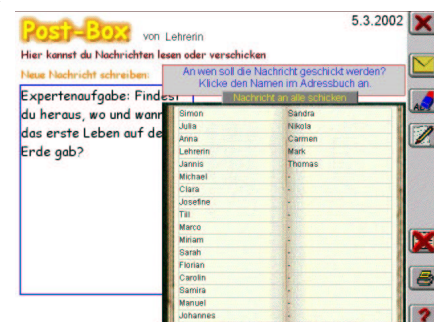 Post-Box von Lehrerin
5.3.2002
Hier kannst du Nachrichten lesen oder verschicken
Neue Nachricht schreiben:
An wen soll die Nachricht geschickt werden?
Klicke den Namen im Adressbuch an.
Nachricht an alle schicken
Expertenaufgabe: Findest
du heraus, wo und wann
das erste Leben auf de
Erde gab?
Simon
Julia
Anna
Lehrerin
Jannis
Michael
Clara
Josefine
Till
Marco
Miriam
Sarah
Florian
Carolin
Samira
Manuel
Johannes
Sandra
Nikola
Carmen
Mark
Thomas
-
-
-
-
-
-
-
-
-
-
-
-
?